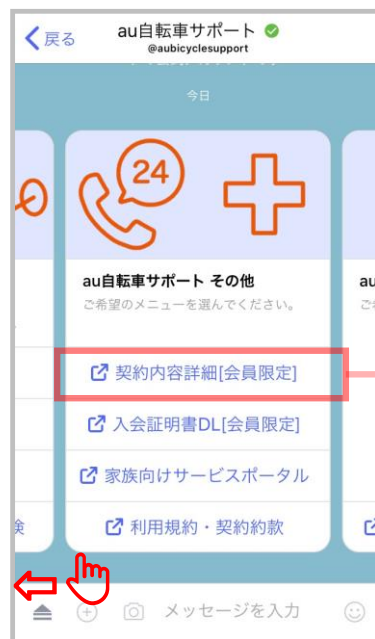 戻る
au自転車サポート
@aubicyclesupport
今日
24
au自転車サポート その他
au
ご希望のメニューを選んでください。
契約内容詳細[会員限定]
入会証明書DL[会員限定]
家族向けサービスポータル
険
利用規約・契約約款
メッセージを入力